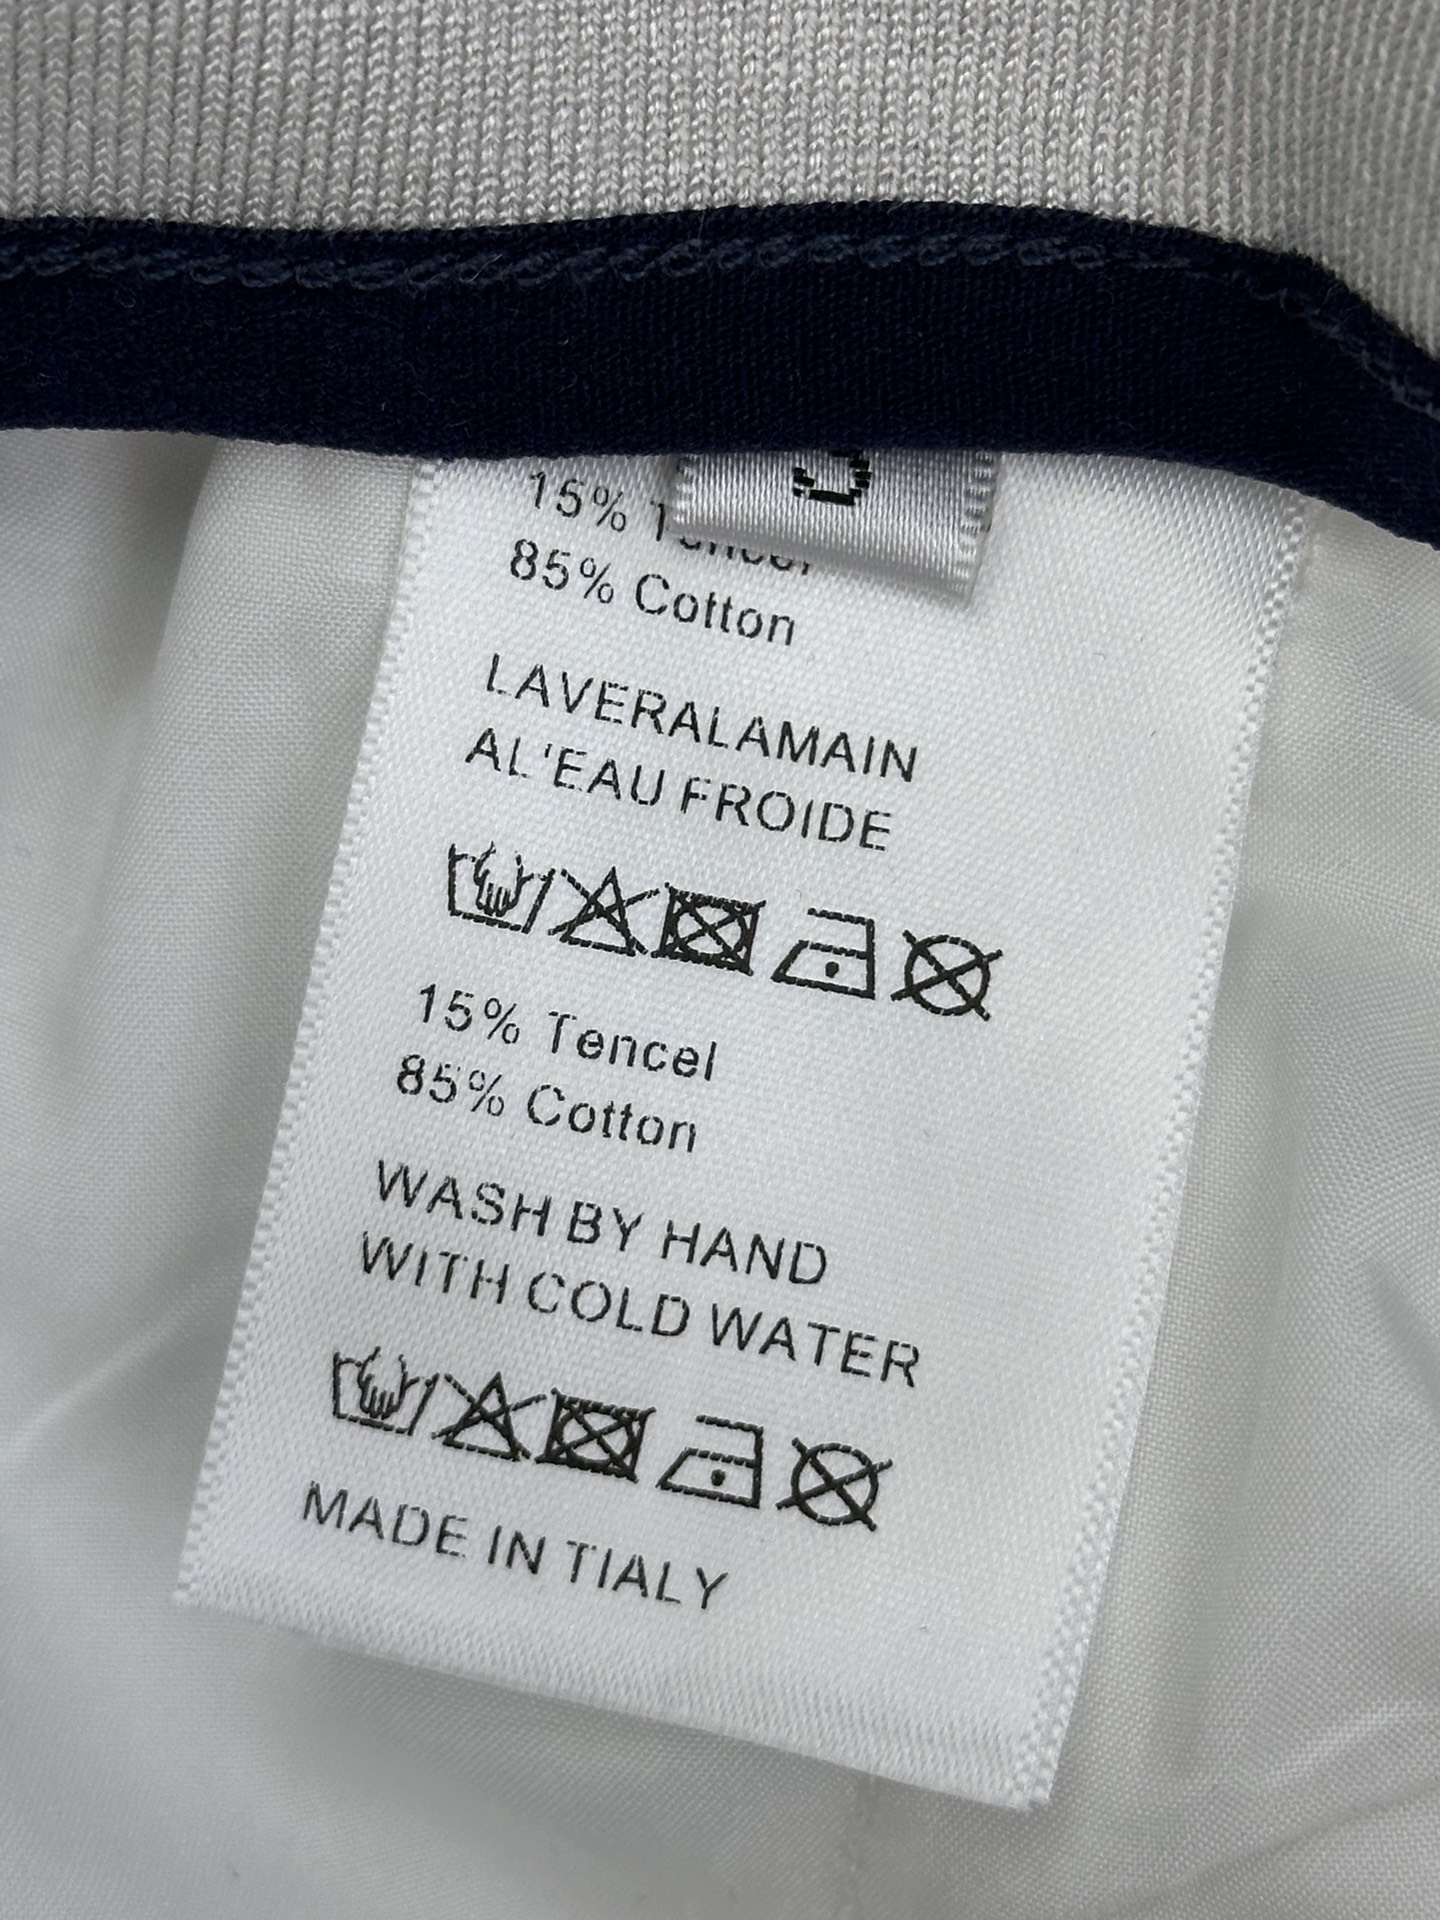 15%
85% Cotton
LAVERALAMAIN
AL'EAU FROIDE
15% Tencel
85% Cotton
WASH BY HAND
WITH COLD WATER
MADE IN TIALY